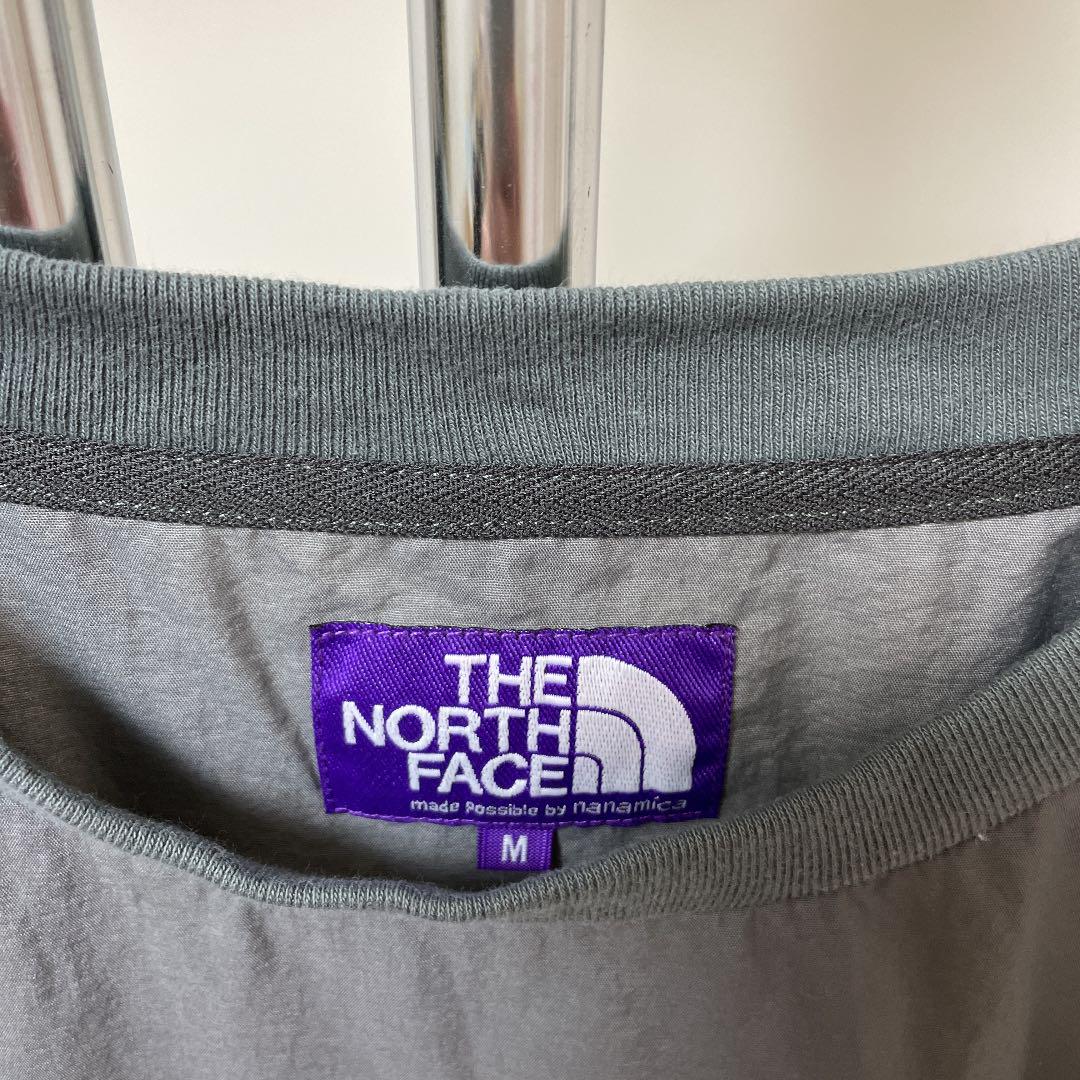 THE
NORTH
FACE
made Possible by nanamica
M